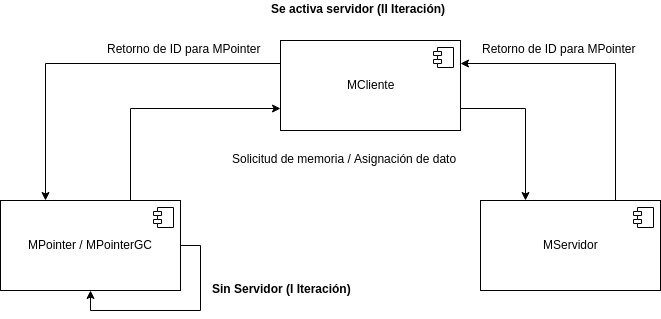 Se activa servidor (II Iteración)
Retorno de ID para MPointer
Retorno de ID para MPointer
MCliente
Solicitud de memoria / Asignación de dato
MPointer / MPointerGC
MServidor
Sin Servidor (I Iteración)